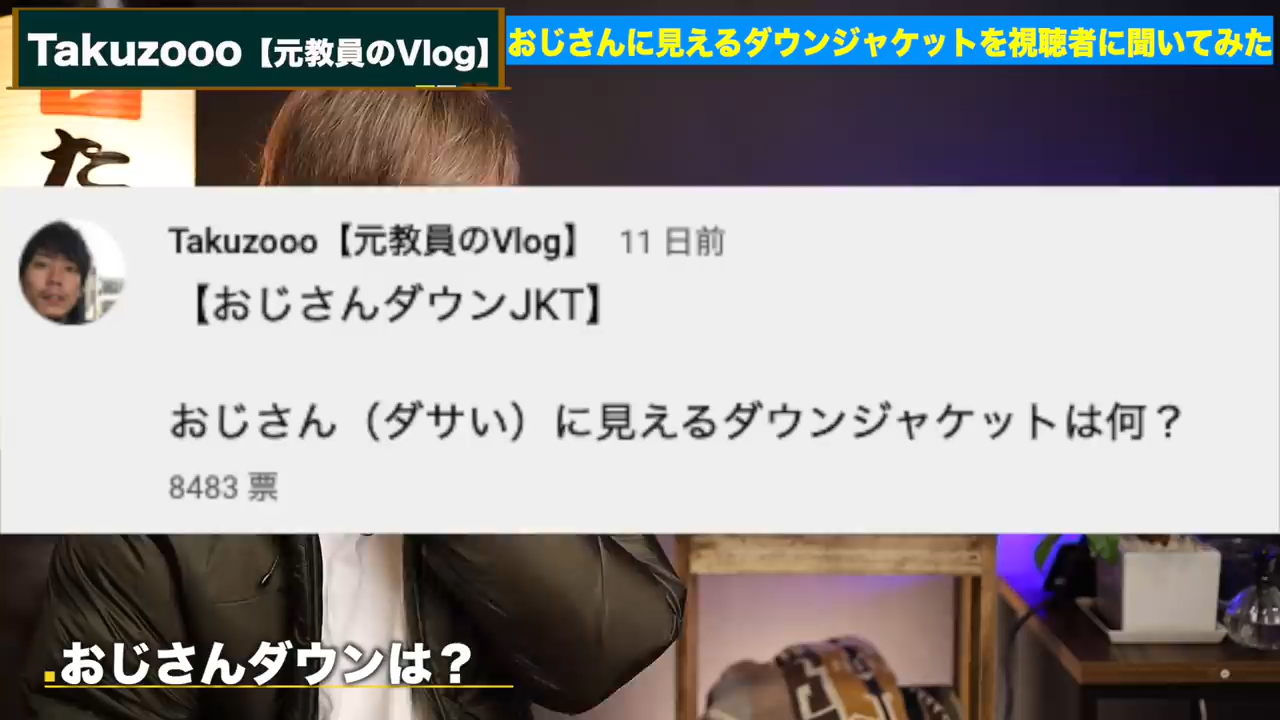 Takuzooo【元教員のVlog】
おじさんに見えるダウンジャケットを視聴者に聞いてみた
た
Takuzooo【元教員のVlog】 11 日前
【おじさんダウンJKT】
おじさん（ダサい）に見えるダウンジャケットは何？
8483 票
.おじさんダウンは？